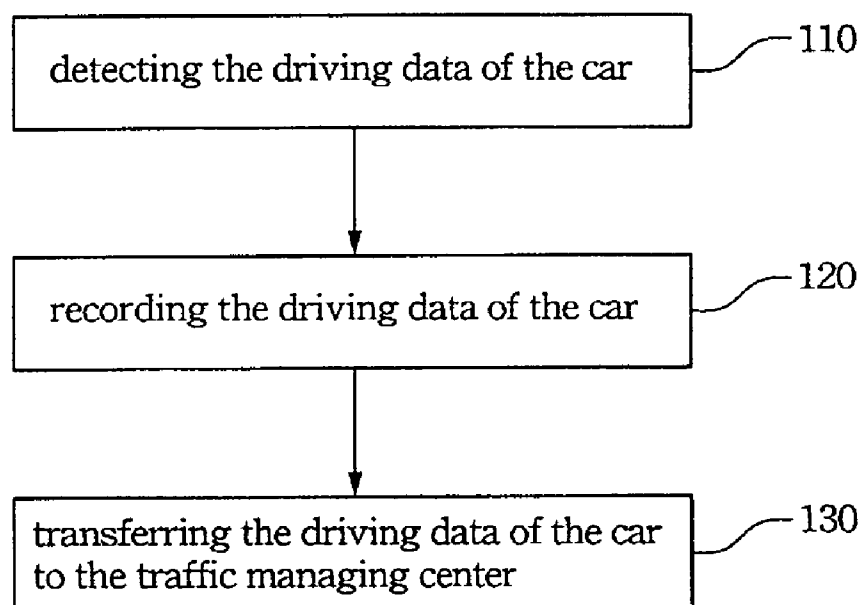 detecting the driving data of the car
110
recording the driving data of the car
120
transferring the driving data of the car
to the traffic managing center
130